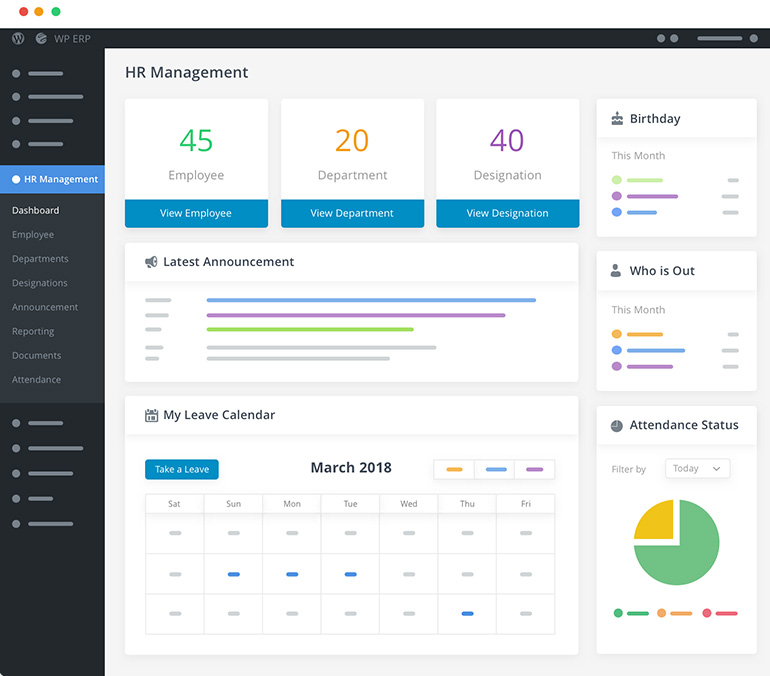 WP ERP
HR Management
Dashboard
Employee
Departments
Designations
Announcement
Reporting
Documents
Attendance
HR Management
45
Employee
View Employee
20
Department
View Department
40
Designation
View Designation
Latest Announcement
My Leave Calendar
Take a Leave
March 2018
Sat Sun Mon Tue Wed Thu Fri
Birthday
This Month
Who is Out
This Month
Attendance Status
Filter by Today